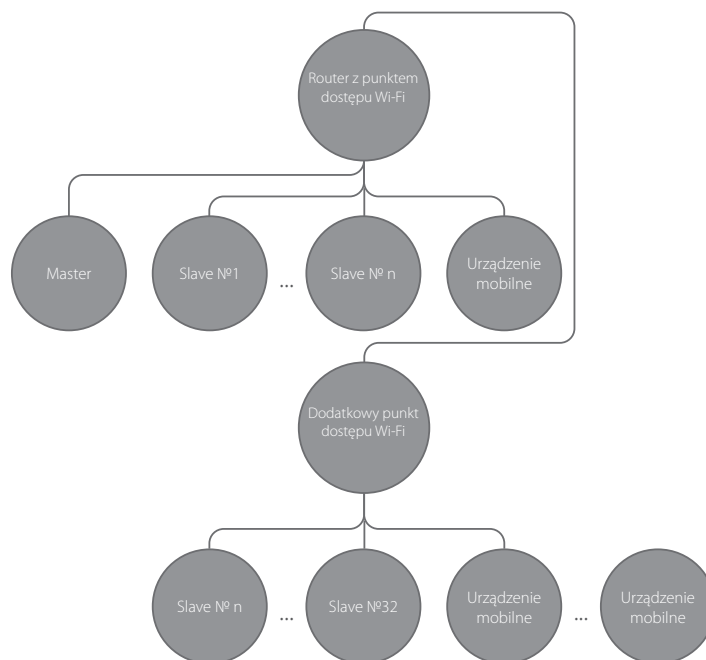 Router z punktem
dostępu Wi-Fi
Master
Slave №1
...
Slave № n
Urządzenie
mobilne
Dodatkowy punkt
dostępu Wi-Fi
Slave № n
...
Slave №32
Urządzenie
mobilne
...
Urządzenie
mobilne